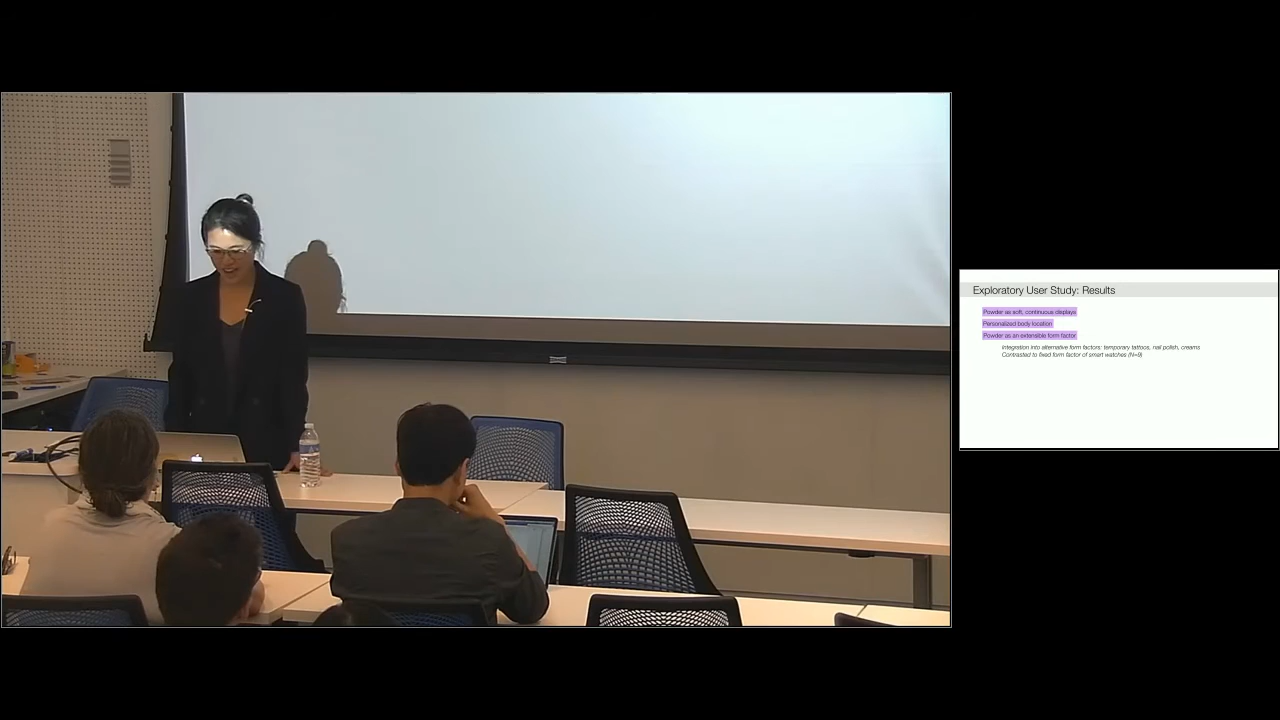 Exploratory User Study: Results
Powder as soft, continuous displays
Personalized body location
Powder as an extensible form factor
Integration into alternative form factors: temporary tattoos, nail polish, creams
Contrasted to fixed form factor of smart watches (N=9)